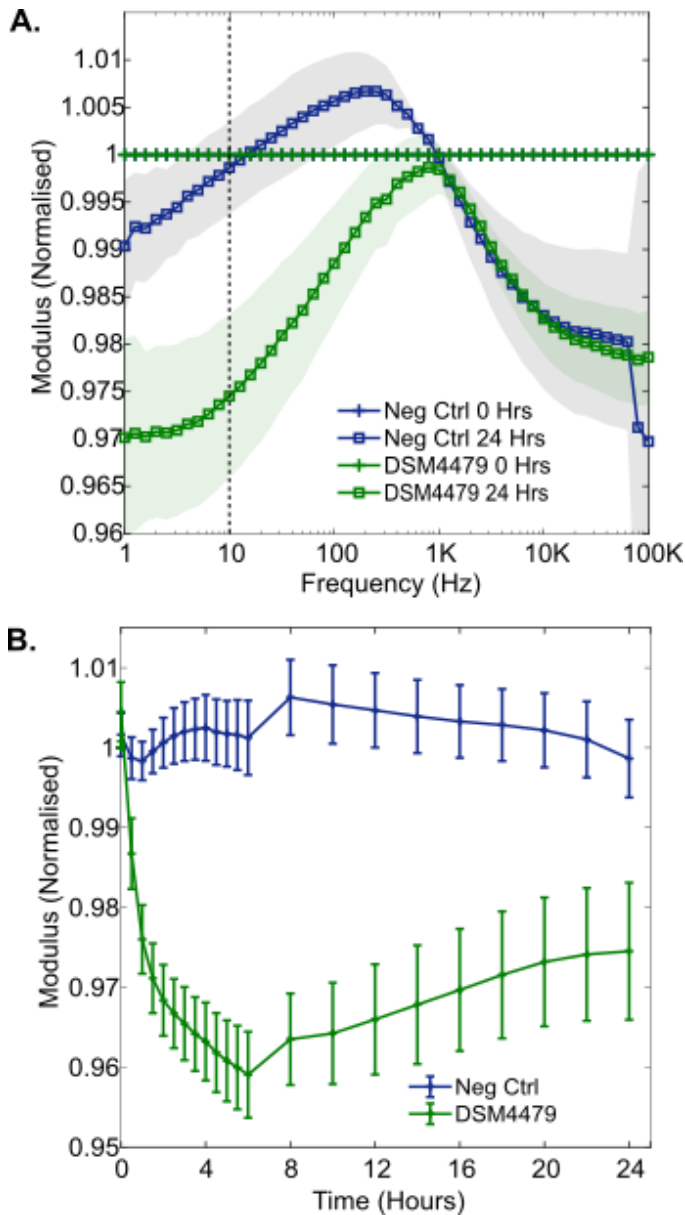 A.
Modulus (Normalised)
1.01
1.005
1
0.995
0.99
0.985
0.98
0.975
0.97
0.965
0.96
Neg Ctrl 0 Hrs
Neg Ctrl 24 Hrs
DSM4479 0 Hrs
DSM4479 24 Hrs
1 10 100 1K 10K 100K
Frequency (Hz)
B.
Modulus (Normalised)
1.01
1
0.99
0.98
0.97
0.96
0.95
Neg Ctrl
DSM4479
0 4 8 12 16 20 24
Time (Hours)